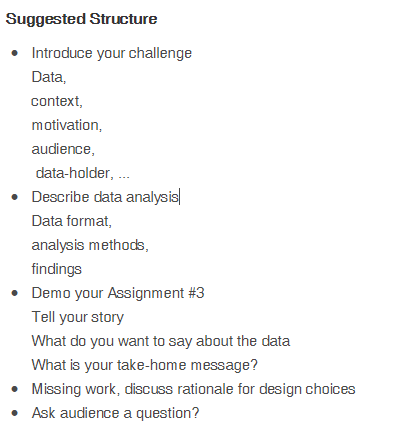 Suggested Structure
• Introduce your challenge
Data,
context,
motivation,
audience,
data-holder, ...
• Describe data analysis
Data format,
analysis methods,
findings
• Demo your Assignment #3
Tell your story
What do you want to say about the data
What is your take-home message?
• Missing work, discuss rationale for design choices
• Ask audience a question?